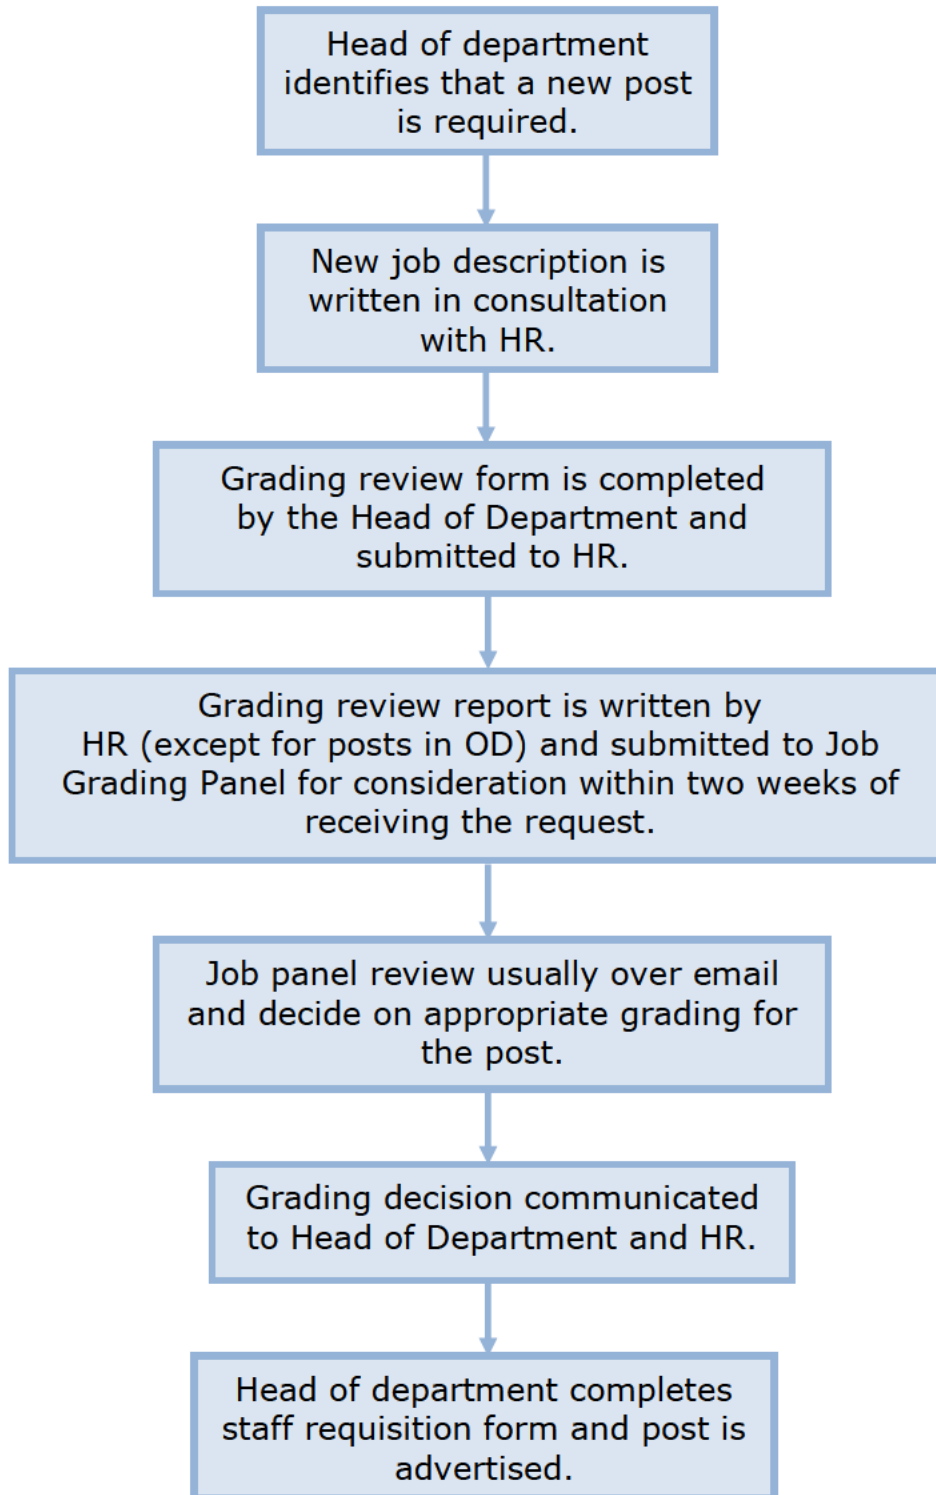 Head of department
identifies that a new post
is required.
New job description is
written in consultation
with HR.
Grading review form is completed
by the Head of Department and
submitted to HR.
Grading review report is written by
HR (except for posts in OD) and submitted to Job
Grading Panel for consideration within two weeks of
receiving the request.
Job panel review usually over email
and decide on appropriate grading for
the post.
Grading decision communicated
to Head of Department and HR.
Head of department completes
staff requisition form and post is
advertised.